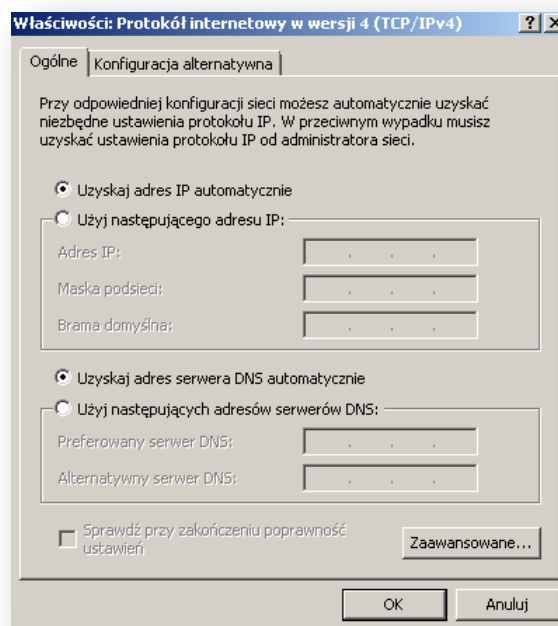 Właściwości: Protokół internetowy w wersji 4 (TCP/IPv4)
Ogólne
Konfiguracja alternatywna
Przy odpowiedniej konfiguracji sieci możesz automatycznie uzyskać
niezbędne ustawienia protokołu IP. W przeciwnym wypadku musisz
uzyskać ustawienia protokołu IP od administratora sieci.
Uzyskaj adres IP automatycznie
Użyj następującego adresu IP:
Adres IP:
Maska podsieci:
Brama domyślna:
Uzyskaj adres serwera DNS automatycznie
Użyj następujących adresów serwerów DNS:
Preferowany serwer DNS:
Alternatywny serwer DNS:
Sprawdź przy zakończeniu poprawność
ustawień
Zaawansowane...
OK
Anuluj